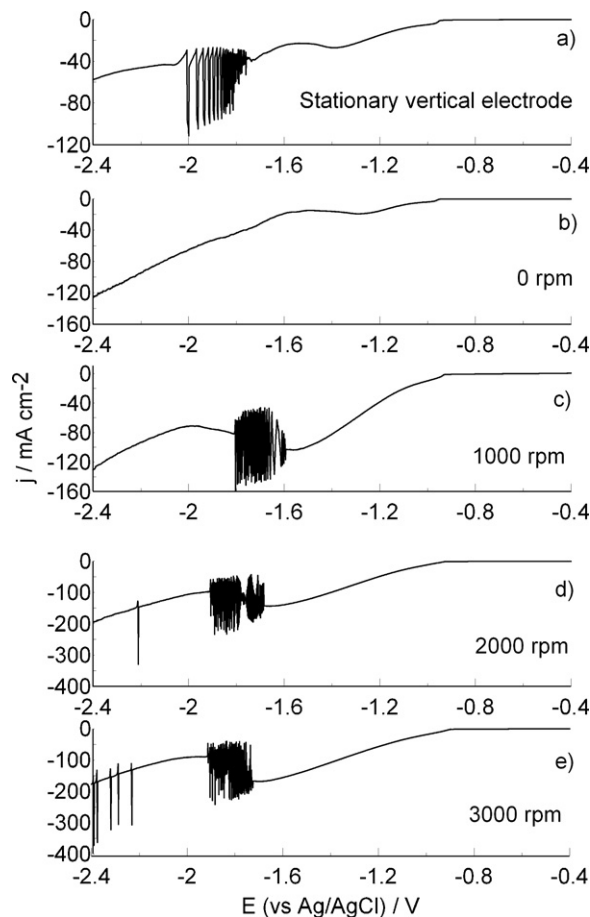 0
-40
-80
-120
a)
Stationary vertical electrode
-2.4 -2 -1.6 -1.2 -0.8 -0.4
0
-40
-80
-120
-160
b)
0 rpm
-2.4 -2 -1.6 -1.2 -0.8 -0.4
j / mA cm-2
0
-40
-80
-120
-160
c)
1000 rpm
-2.4 -2 -1.6 -1.2 -0.8 -0.4
0
-100
-200
-300
-400
d)
2000 rpm
-2.4 -2 -1.6 -1.2 -0.8 -0.4
0
-100
-200
-300
-400
e)
3000 rpm
-2.4 -2 -1.6 -1.2 -0.8 -0.4
E (vs Ag/AgCl) / V